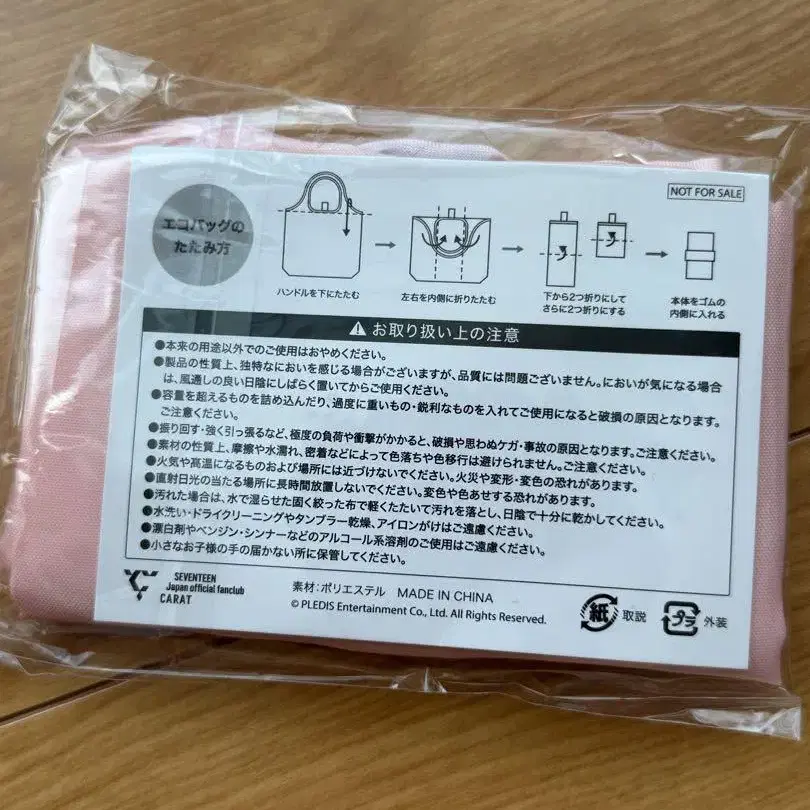 NOT FOR SALE
エコバッグの
たたみ方
ハンドルを下にたたむ
左右を内側に折りたたむ
下から2つ折りにして
さらに2つ折りにする
本体をゴムの
内側に入れる
お取り扱い上の注意
●本来の用途以外でのご使用はおやめください。
●製品の性質上、独特なにおいを感じる場合がございますが、品質には問題ございません。においが気になる場合
は、風通しの良い日陰にしばらく置いてからご使用ください。
●容量を超えるものを詰め込んだり、過度に重いもの・鋭利なものを入れてご使用になると破損の原因となります。
ご注意ください。
●振り回す・強く引っ張るなど、極度の負荷や衝撃がかかると、破損や思わぬケガ・事故の原因となります。ご注意ください。
●素材の性質上、摩擦や水濡れ、密着などによって色落ちや色移行は避けられません。ご注意ください。
●火気や高温になるものおよび場所には近づけないでください。火災や変形・変色の恐れがあります。
●直射日光の当たる場所に長時間放置しないでください。変色や色あせする恐れがあります。
●汚れた場合は、水で湿らせた固く絞った布で軽くたたいて汚れを落とし、日陰で十分に乾かしてください。
●水洗い・ドライクリーニングやタンブラー乾燥、アイロンがけはご遠慮ください。
●漂白剤やベンジン・シンナーなどのアルコール系溶剤のご使用はご遠慮ください。
●小さなお子様の手の届かない所に保管してください。
SEVENTEEN
Japan official fanclub
CARAT
素材:ポリエステル MADE IN CHINA
© PLEDIS Entertainment Co., Ltd. All Rights Reserved.
紙 取説
プラ 外装